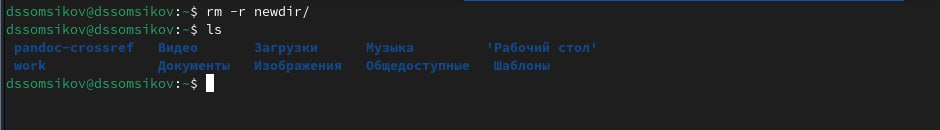 dssomsikov@dssomsikov:~$ rm -r newdir/
dssomsikov@dssomsikov:~$ ls
pandoc-crossref Видео Загрузки Музыка 'Рабочий стол'
work Документы Изображения Общедоступные Шаблоны
dssomsikov@dssomsikov:~$